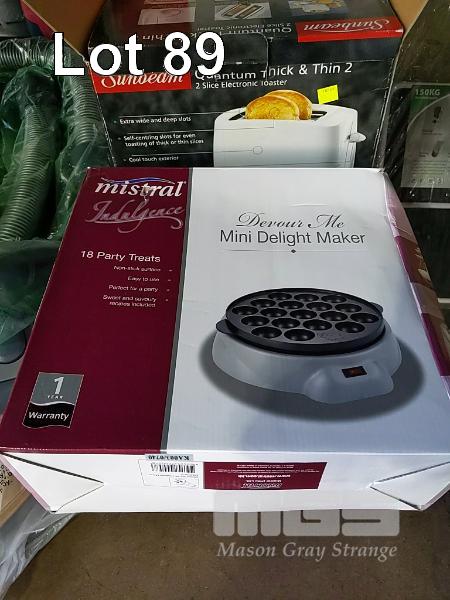 Lot 89
Sunbeam
Quantum Thick & Thin 2
2 Slice Electronic Toaster
Extra wide and deep slots
Self-centring slots for even
toasting of thick or thin slices
Cool touch exterior
150KG
mistral
Indulgence
Devour Me
Mini Delight Maker
18 Party Treats
Non-stick surface
Easy to use
Perfect for a party
Sweet and savoury
recipes included
1
YEAR
Warranty
MGS
Mason Gray Strange